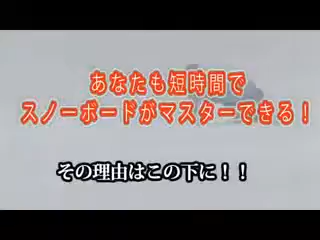 あなたも短時間で
スノーボードがマスターできる！
その理由はこの下に！！